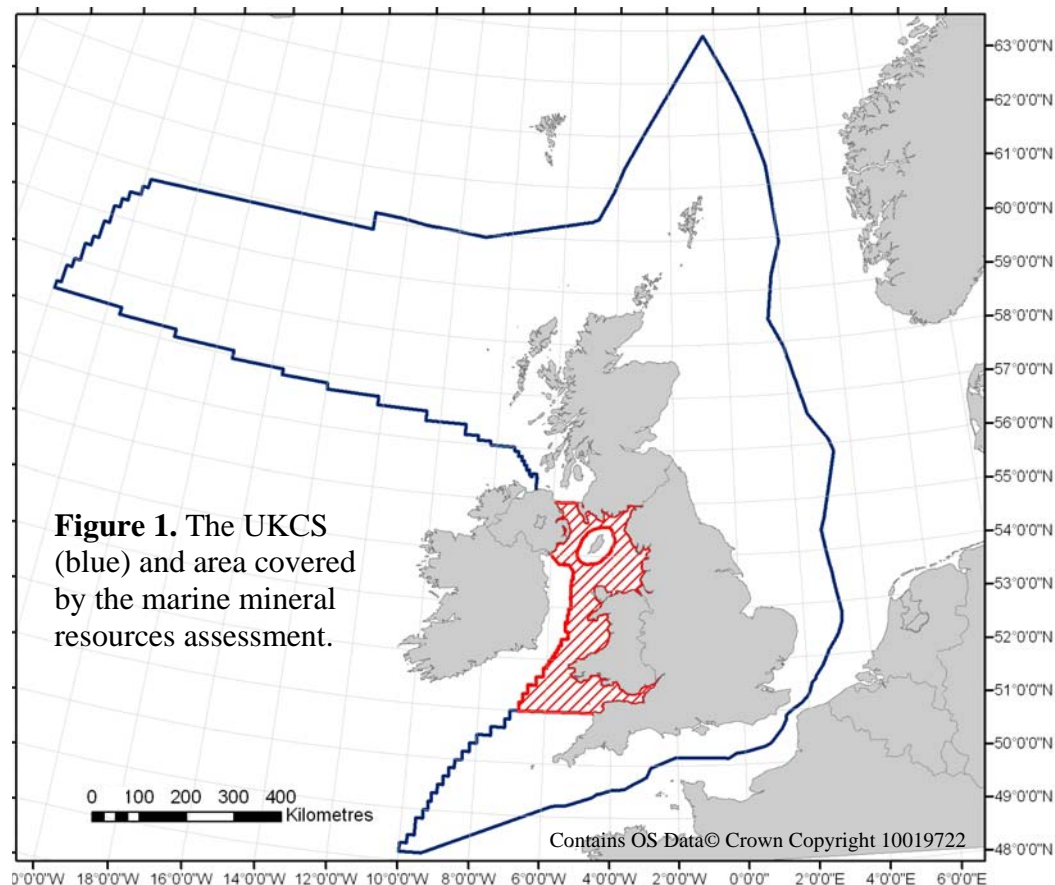 63°0'0"N
62°0'0"N
61°0'0"N
60°0'0"N
59°0'0"N
58°0'0"N
57°0'0"N
56°0'0"N
55°0'0"N
54°0'0"N
53°0'0"N
52°0'0"N
51°0'0"N
50°0'0"N
49°0'0"N
48°0'0"N
Figure 1. The UKCS
(blue) and area covered
by the marine mineral
resources assessment.
0 100 200 300 400
Kilometres
Contains OS Data© Crown Copyright 10019722
0°0'0"W 18°0'0"W 16°0'0"W 14°0'0"W 12°0'0"W 10°0'0"W 8°0'0"W 6°0'0"W 4°0'0"W 2°0'0"W 0°0'0" 2°0'0"E 4°0'0"E 6°0'0"E